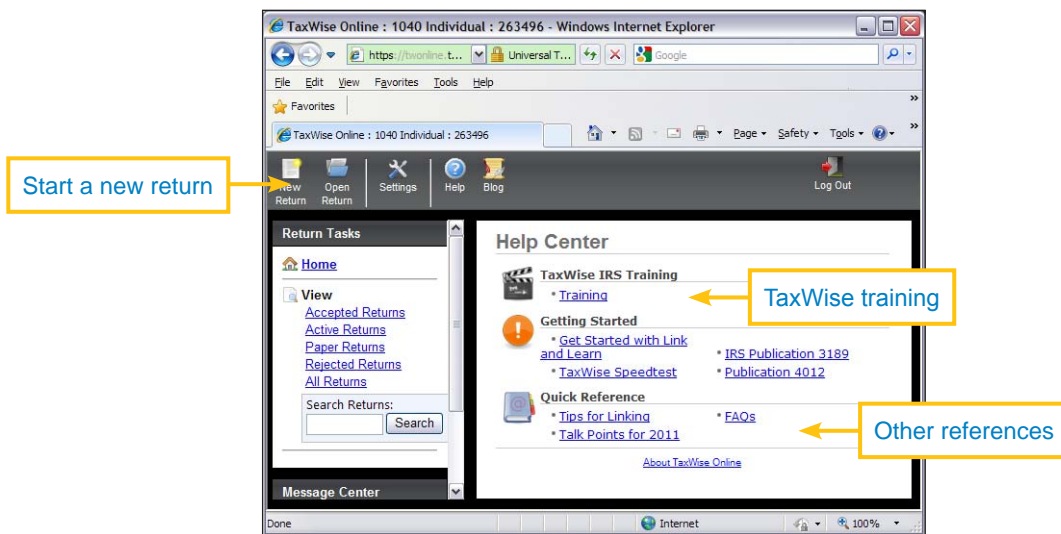 TaxWise Online : 1040 Individual : 263496 - Windows Internet Explorer
https://twonline.t... Universal T... Google
File Edit View Favorites Tools Help
Favorites
»
TaxWise Online : 1040 Individual : 263496
Page Safety Tools »
Start a new return
New Return
Open Return
Settings
Help
Blog
Log Out
Return Tasks
Home
View
Accepted Returns
Active Returns
Paper Returns
Rejected Returns
All Returns
Search Returns:
Search
Message Center
Help Center
TaxWise IRS Training
• Training
TaxWise training
Getting Started
• Get Started with Link
and Learn
• TaxWise Speedtest
• IRS Publication 3189
• Publication 4012
Quick Reference
• Tips for Linking
• Talk Points for 2011
• FAQs
Other references
About TaxWise Online
Done
Internet
100%